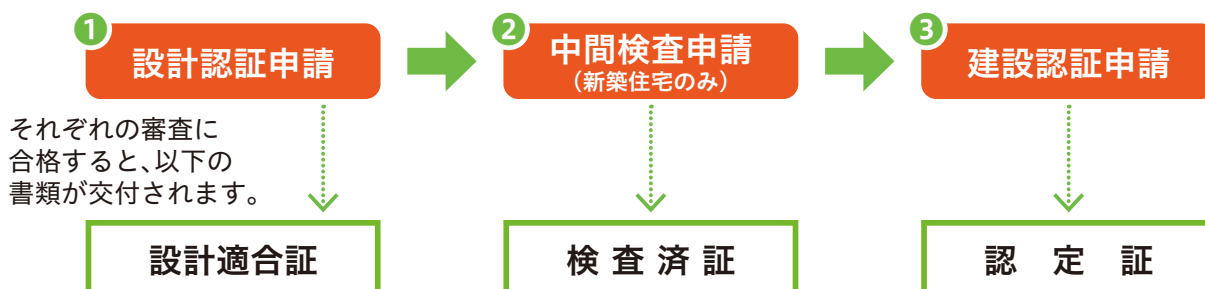 1
設計認証申請
2
中間検査申請
（新築住宅のみ）
3
建設認証申請
それぞれの審査に
合格すると、以下の
書類が交付されます。
設計適合証
検査済証
認定証